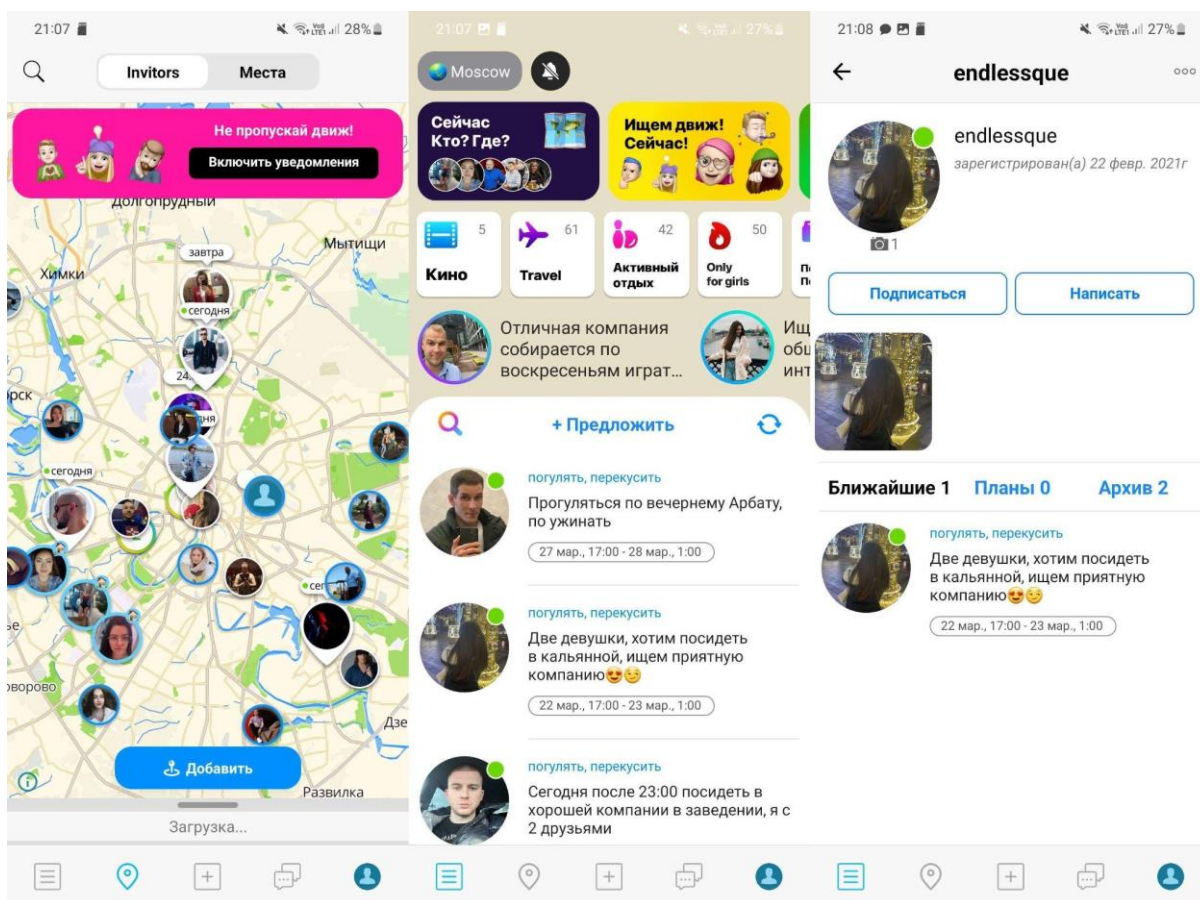 21:07
28%
Invitors
Места
Не пропускай движ!
Включить уведомления
Долгопрудный
Мытищи
завтра
Химки
сегодня
24.
сегодня
Добавить
Развилка
Загрузка...
21:07
27%
Moscow
Сейчас
Кто? Где?
Ищем движ!
Сейчас!
5
Кино
61
Travel
42
Активный
отдых
50
Only
for girls
Отличная компания
собирается по
воскресеньям играт...
+ Предложить
погулять, перекусить
Прогуляться по вечернему Арбату,
по ужинать
27 мар., 17:00 - 28 мар., 1:00
погулять, перекусить
Две девушки, хотим посидеть
в кальянной, ищем приятную
компанию😍😏
22 мар., 17:00 - 23 мар., 1:00
погулять, перекусить
Сегодня после 23:00 посидеть в
хорошей компании в заведении, я с
2 друзьями
21:08
27%
endlessque
endlessque
зарегистрирован(а) 22 февр. 2021г
1
Подписаться
Написать
Ближайшие 1
Планы 0
Архив 2
погулять, перекусить
Две девушки, хотим посидеть
в кальянной, ищем приятную
компанию😍😏
22 мар., 17:00 - 23 мар., 1:00